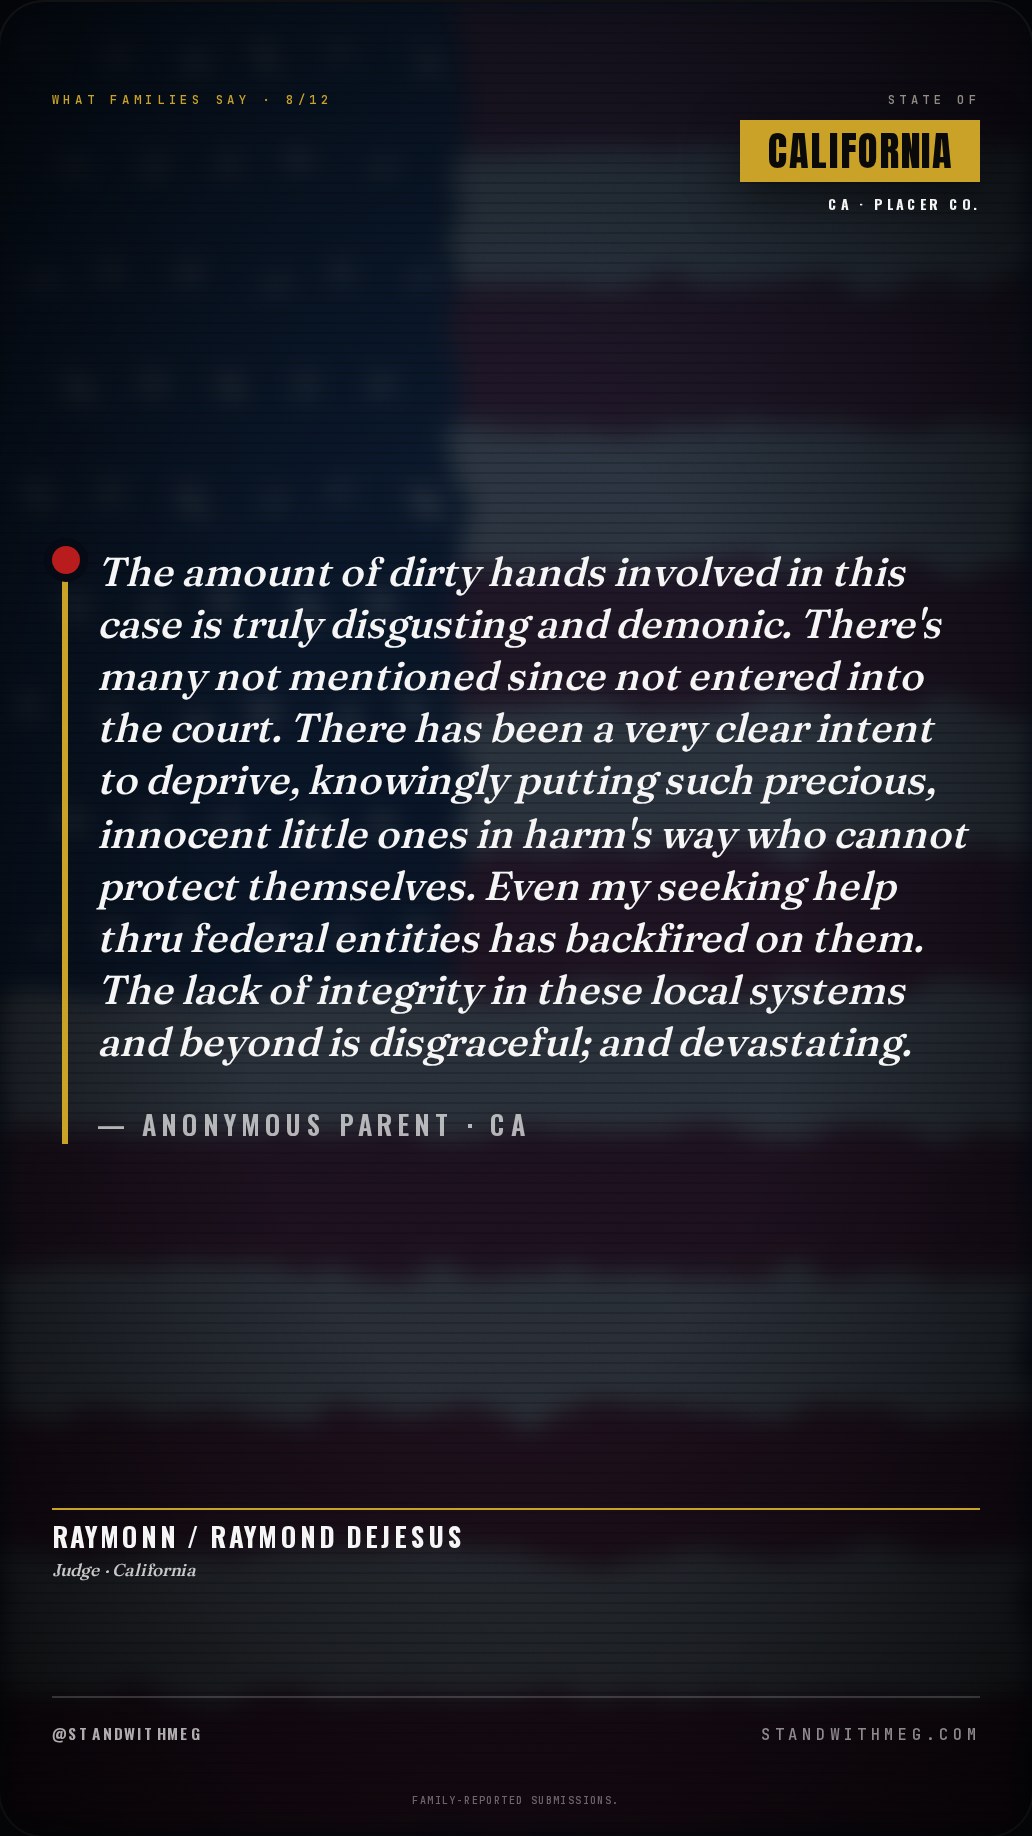 WHAT FAMILIES SAY · 8/12
STATE OF
CALIFORNIA
CA · PLACER CO.
The amount of dirty hands involved in this
case is truly disgusting and demonic. There's
many not mentioned since not entered into
the court. There has been a very clear intent
to deprive, knowingly putting such precious,
innocent little ones in harm's way who cannot
protect themselves. Even my seeking help
thru federal entities has backfired on them.
The lack of integrity in these local systems
and beyond is disgraceful; and devastating.
— ANONYMOUS PARENT · CA
RAYMONN / RAYMOND DEJESUS
Judge · California
@STANDWITHMEG
STANDWITHMEG.COM
FAMILY-REPORTED SUBMISSIONS.